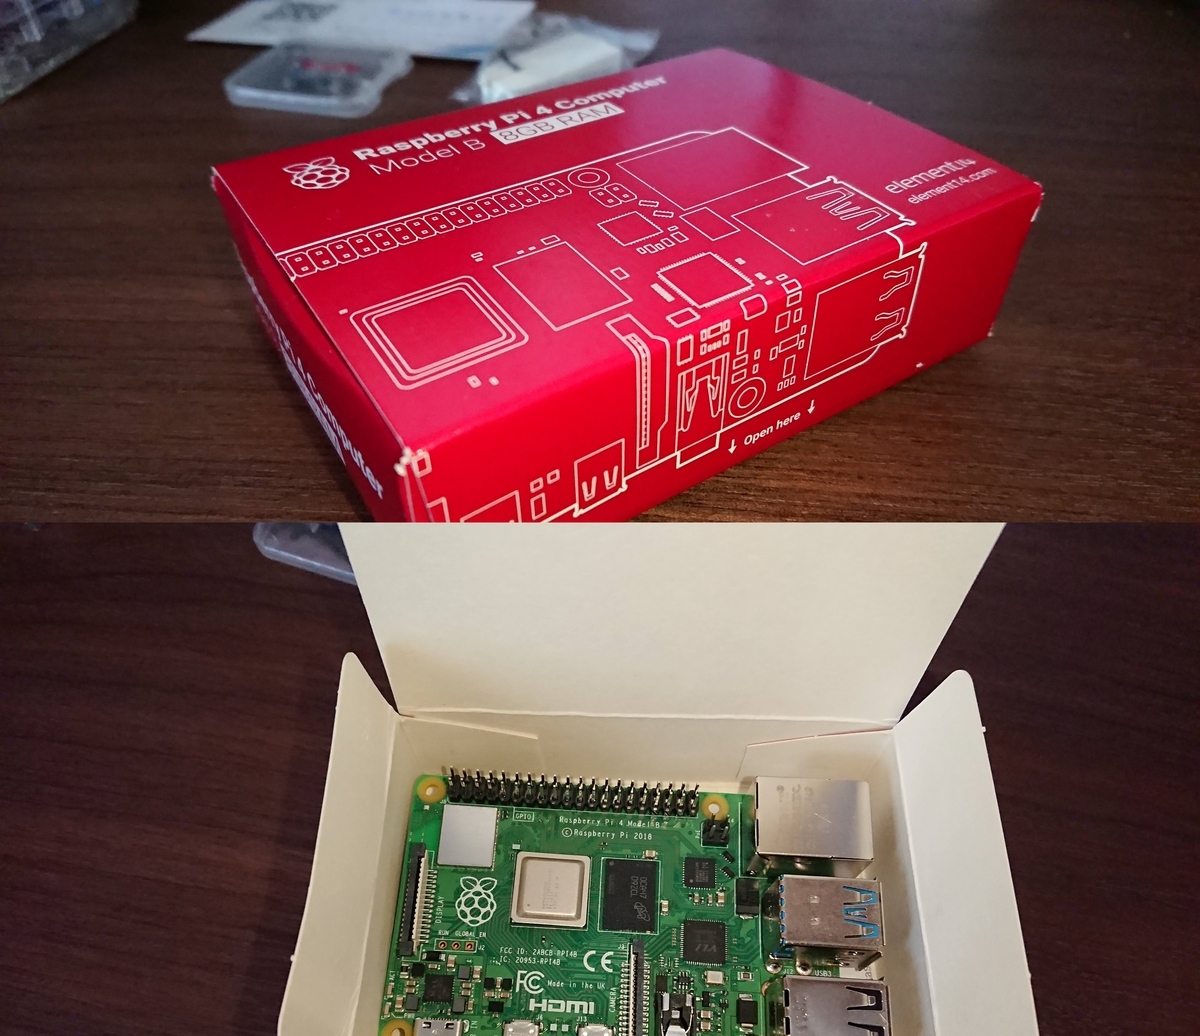 Raspberry Pi 4 Computer
Model B 8GB RAM
element14
element14.com
Computer
Open here
GPIO
Raspberry Pi 4 Model B
©Raspberry Pi 2018
DISPLAY
RUN GLOBAL_EN
J2
FCC ID: 2ABCB-RPI4B
IC: 20953-RPI4B
CE
FC Made in the UK
HDMI
CAMERA
J3
USB3